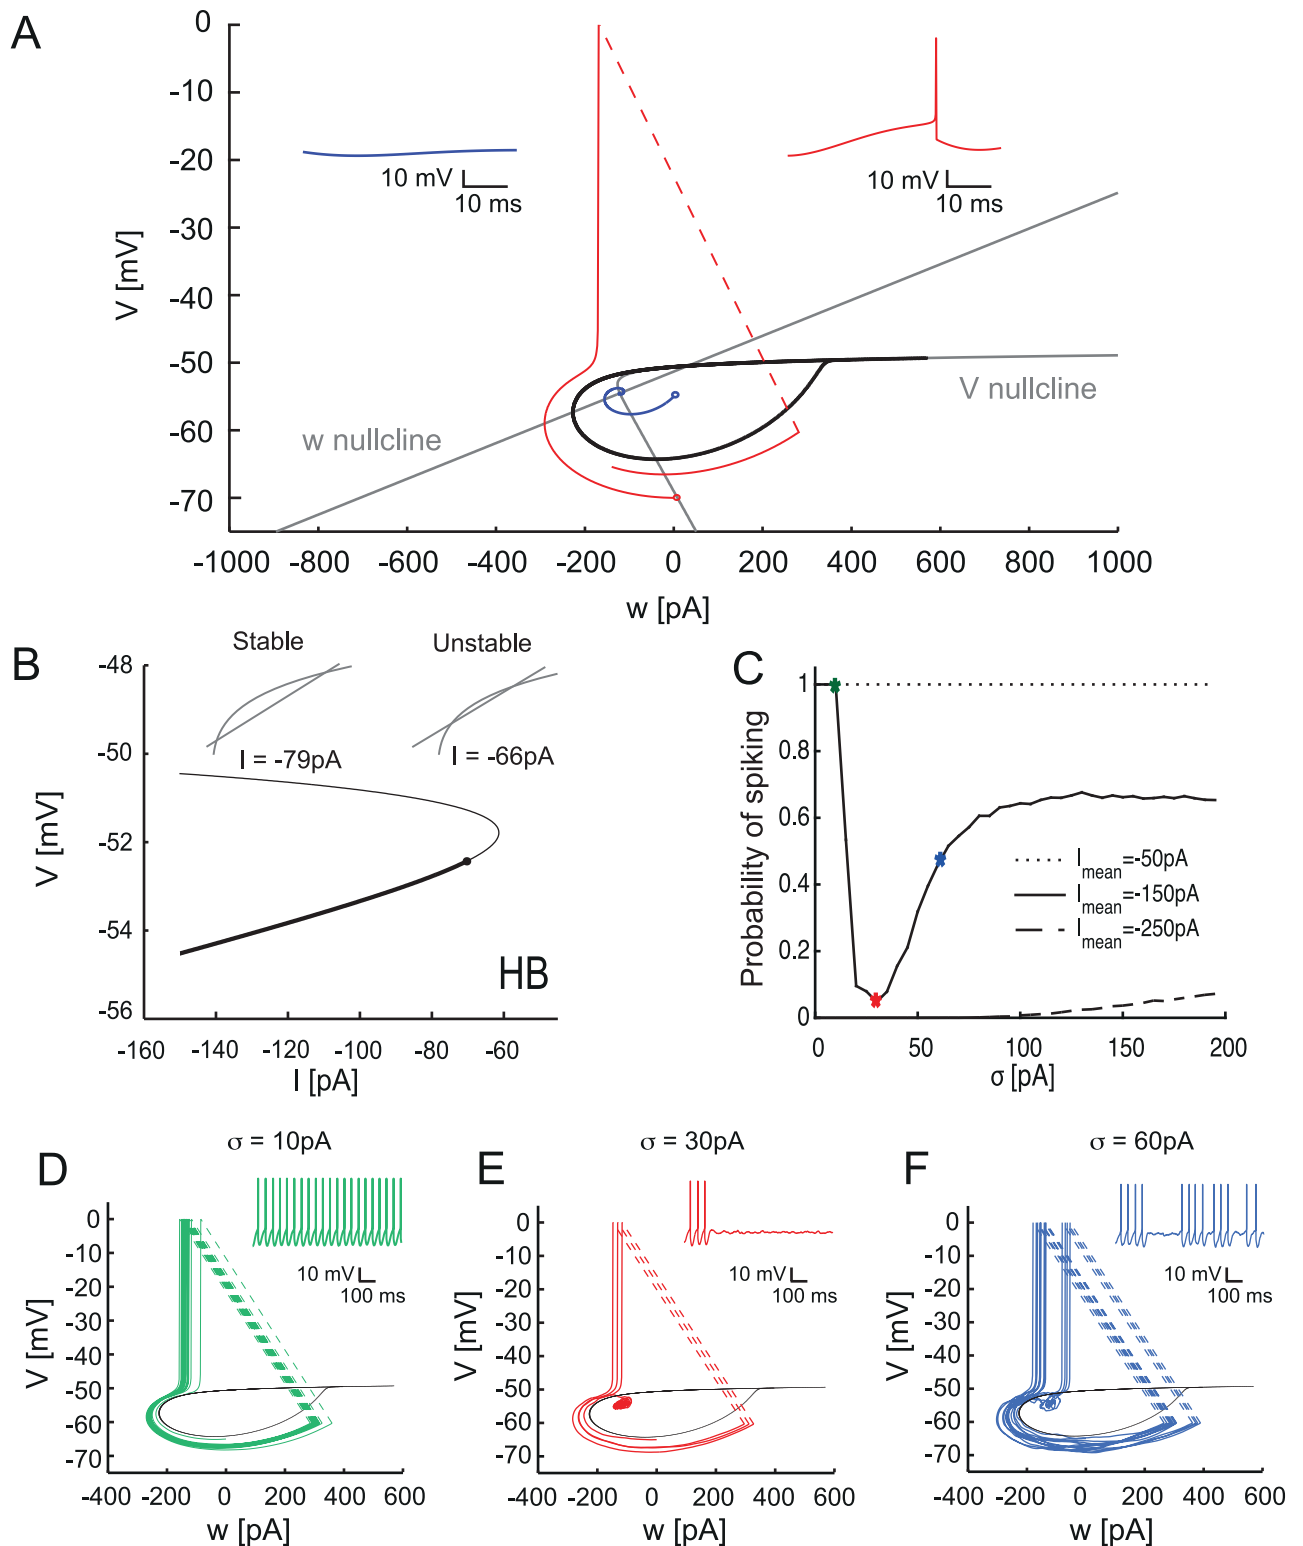 A
0
-10
-20
-30
-40
-50
-60
-70
V [mV]
10 mV
10 ms
10 mV
10 ms
V nullcline
w nullcline
-1000 -800 -600 -400 -200 0 200 400 600 800 1000
w [pA]
B
Stable
Unstable
-48
-50
-52
-54
-56
V [mV]
I = -79pA
I = -66pA
HB
-160 -140 -120 -100 -80 -60
I [pA]
C
1
0.8
0.6
0.4
0.2
0
Probability of spiking
I mean=-50pA
I mean=-150pA
I mean=-250pA
0 50 100 150 200
σ [pA]
σ = 10pA
D
0
-10
-20
-30
-40
-50
-60
-70
V [mV]
10 mV
100 ms
-400 -200 0 200 400 600
w [pA]
σ = 30pA
E
0
-10
-20
-30
-40
-50
-60
-70
V [mV]
10 mV
100 ms
-400 -200 0 200 400 600
w [pA]
σ = 60pA
F
0
-10
-20
-30
-40
-50
-60
-70
V [mV]
10 mV
100 ms
-400 -200 0 200 400 600
w [pA]